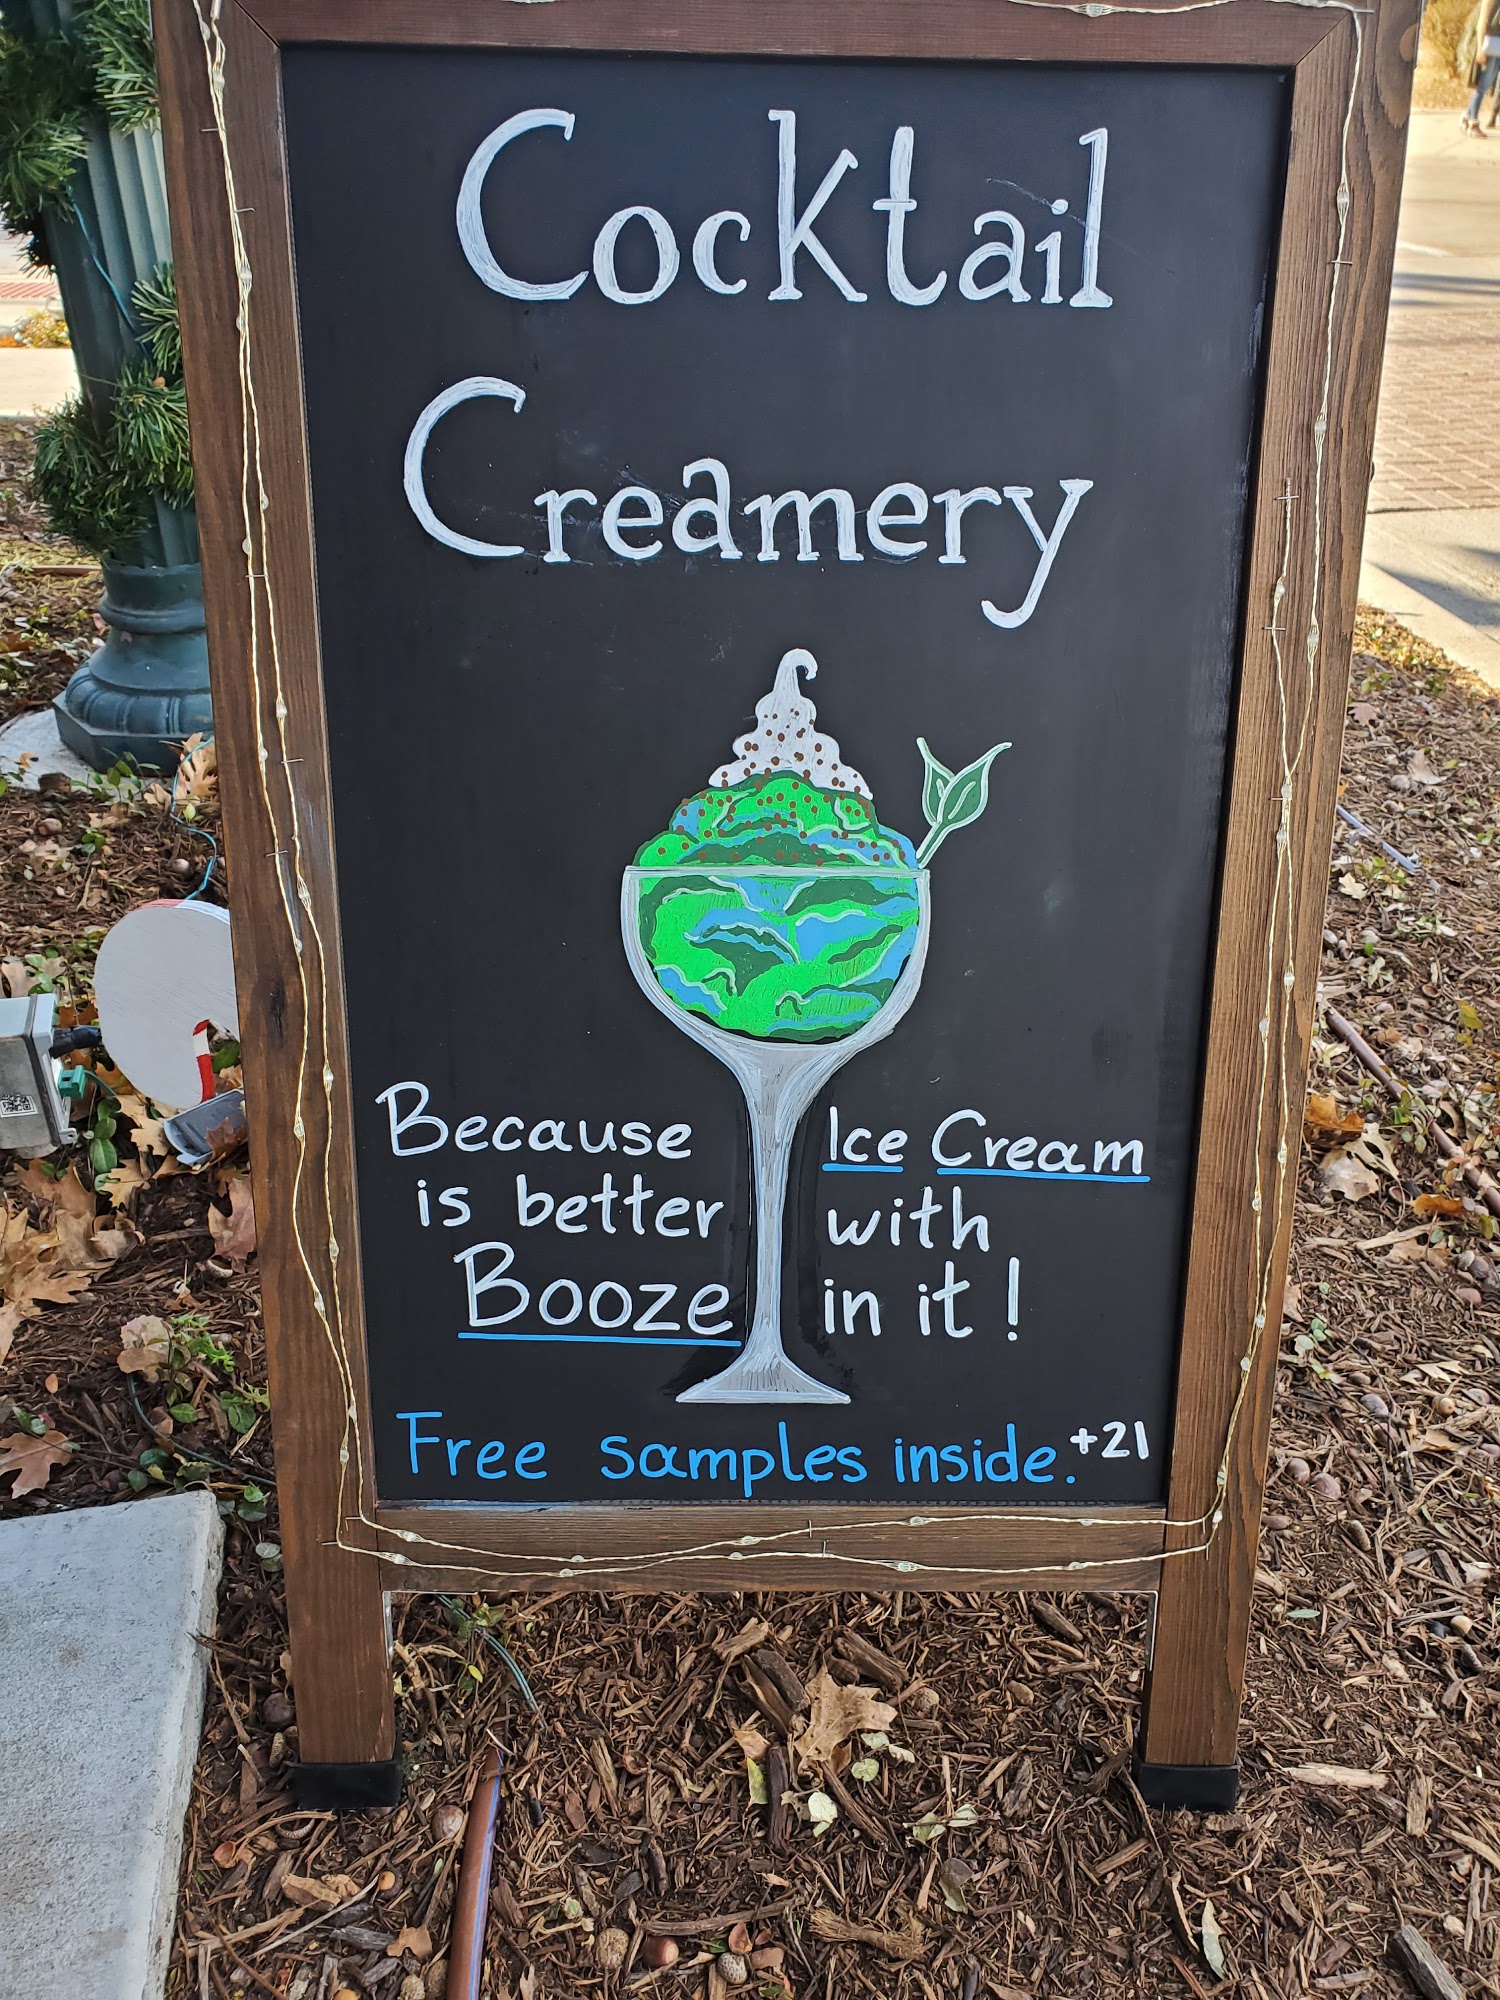 Cocktail
Creamery
Because Ice Cream
is better with
Booze in it!
Free samples inside. +21